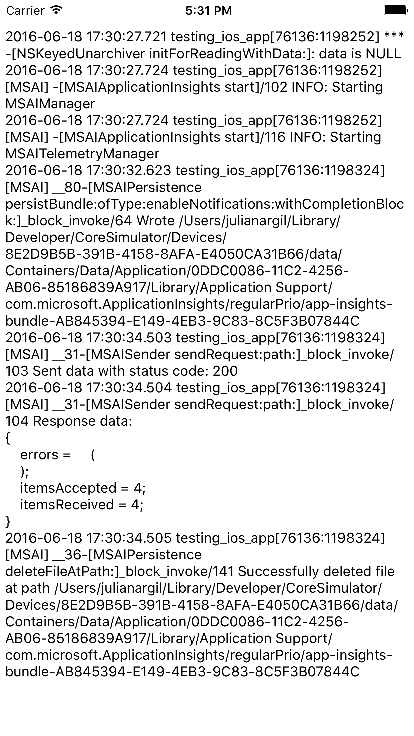 Carrier 5:31 PM
2016-06-18 17:30:27.721 testing_ios_app[76136:1198252] ***
-[NSKeyedUnarchiver initForReadingWithData:]: data is NULL
2016-06-18 17:30:27.724 testing_ios_app[76136:1198252]
[MSAI] -[MSAIApplicationInsights start]/102 INFO: Starting
MSAIManager
2016-06-18 17:30:27.724 testing_ios_app[76136:1198252]
[MSAI] -[MSAIApplicationInsights start]/116 INFO: Starting
MSAITelemetryManager
2016-06-18 17:30:32.623 testing_ios_app[76136:1198324]
[MSAI] __80-[MSAIPersistence
persistBundle:ofType:enableNotifications:withCompletionBloc
k:]_block_invoke/64 Wrote /Users/julianargil/Library/
Developer/CoreSimulator/Devices/
8E2D9B5B-391B-4158-8AFA-E4050CA31B66/data/
Containers/Data/Application/0DDC0086-11C2-4256-
AB06-85186839A917/Library/Application Support/
com.microsoft.ApplicationInsights/regularPrio/app-insights-
bundle-AB845394-E149-4EB3-9C83-8C5F3B07844C
2016-06-18 17:30:34.503 testing_ios_app[76136:1198324]
[MSAI] __31-[MSAISender sendRequest:path:]_block_invoke/
103 Sent data with status code: 200
2016-06-18 17:30:34.504 testing_ios_app[76136:1198324]
[MSAI] __31-[MSAISender sendRequest:path:]_block_invoke/
104 Response data:
{
errors = (
);
itemsAccepted = 4;
itemsReceived = 4;
}
2016-06-18 17:30:34.505 testing_ios_app[76136:1198324]
[MSAI] __36-[MSAIPersistence
deleteFileAtPath:]_block_invoke/141 Successfully deleted file
at path /Users/julianargil/Library/Developer/CoreSimulator/
Devices/8E2D9B5B-391B-4158-8AFA-E4050CA31B66/data/
Containers/Data/Application/0DDC0086-11C2-4256-
AB06-85186839A917/Library/Application Support/
com.microsoft.ApplicationInsights/regularPrio/app-insights-
bundle-AB845394-E149-4EB3-9C83-8C5F3B07844C